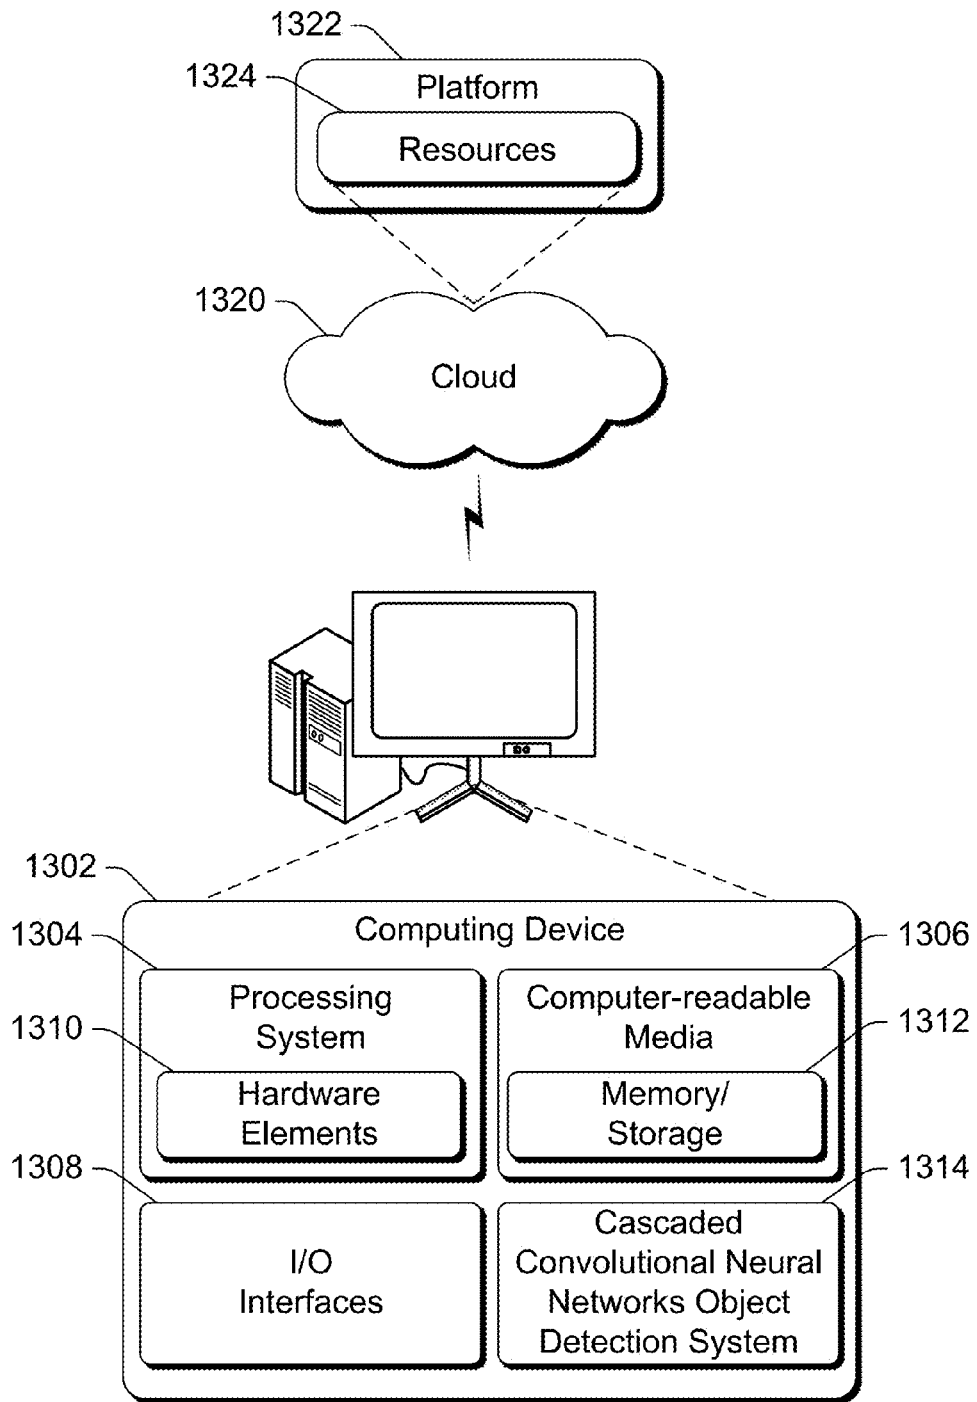 1322
1324
Platform
Resources
1320
Cloud
1302
Computing Device
1304
1306
Processing
System
Computer-readable
Media
1310
1312
Hardware
Elements
Memory/
Storage
1308
1314
I/O
Interfaces
Cascaded
Convolutional Neural
Networks Object
Detection System